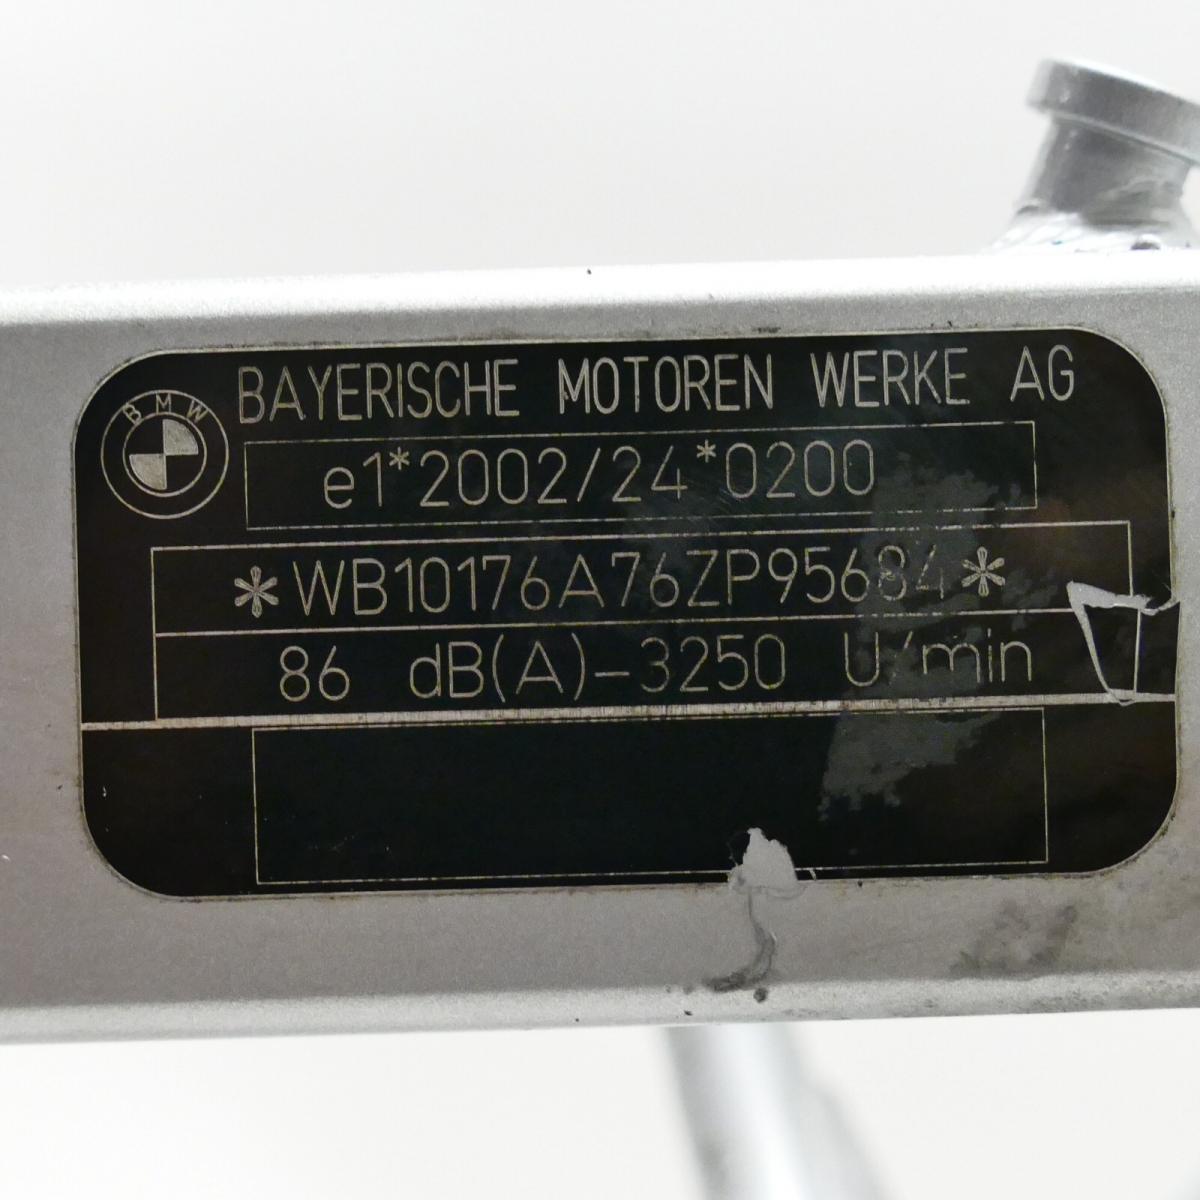 BMW
BAYERISCHE MOTOREN WERKE AG
e1*2002/24*0200
*WB10176A76ZP95684*
86 dB(A)-3250 U/min